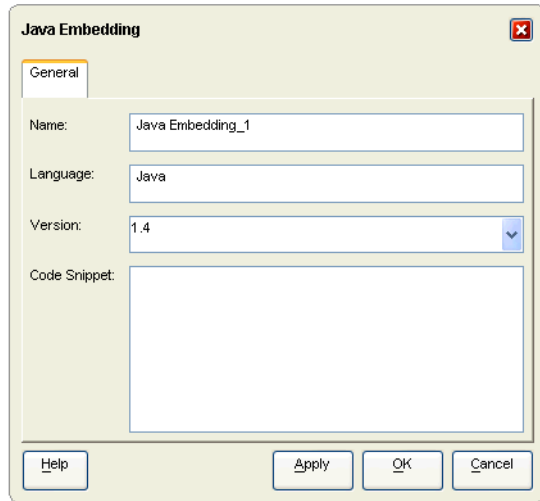 Java Embedding
General
Name: Java Embedding_1
Language: Java
Version: 1.4
Code Snippet:
Help Apply OK Cancel